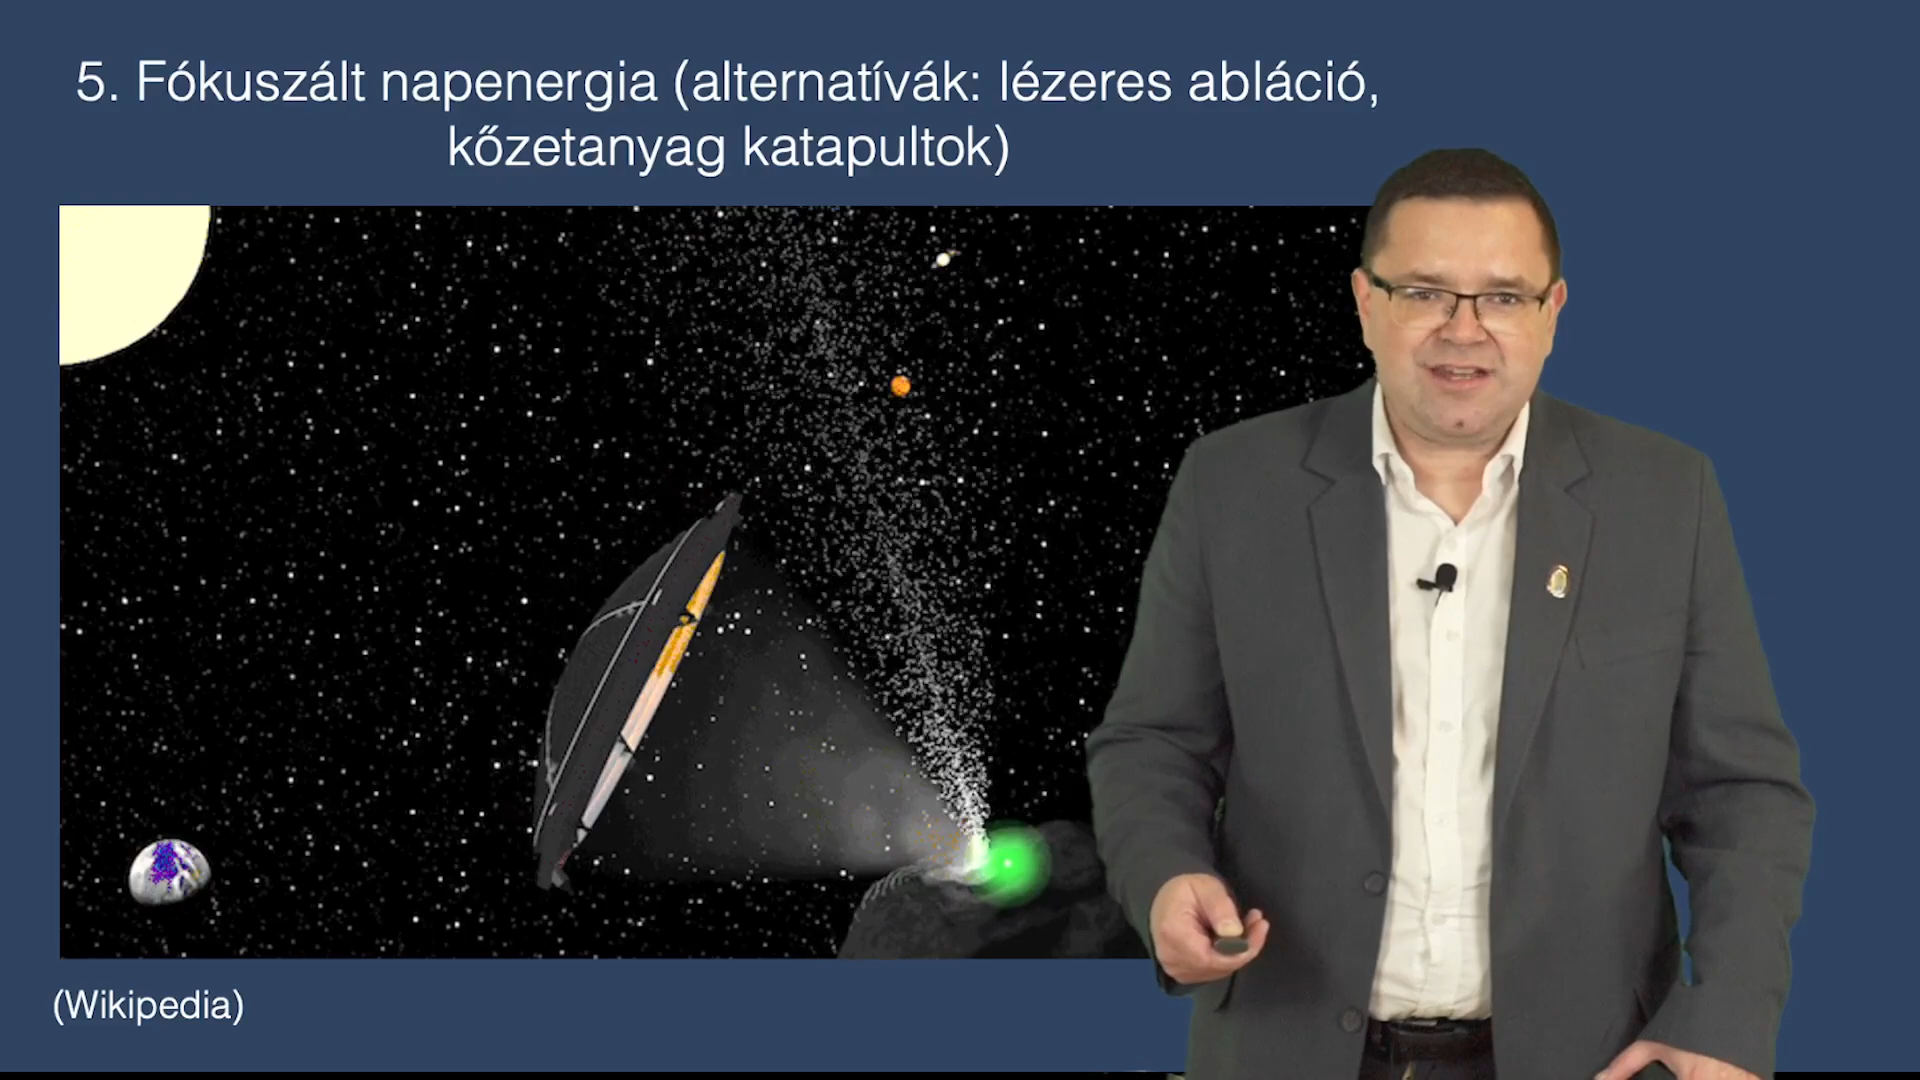 5. Fókuszált napenergia (alternatívák: lézeres abláció,
kőzetanyag katapultok)
(Wikipedia)